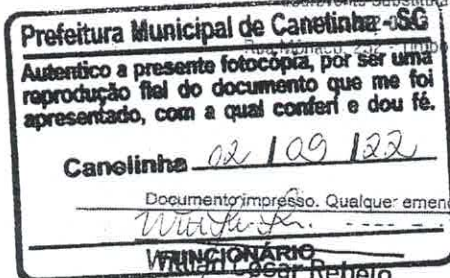 Prefeitura Municipal de Canelinha - SC
Autentico a presente fotocópia, por ser uma
reprodução fiel do documento que me foi
apresentado, com a qual conferi e dou fé.
Canelinha 02 / 09 / 22
Documento impresso. Qualquer emend
FUNCIONÁRIO